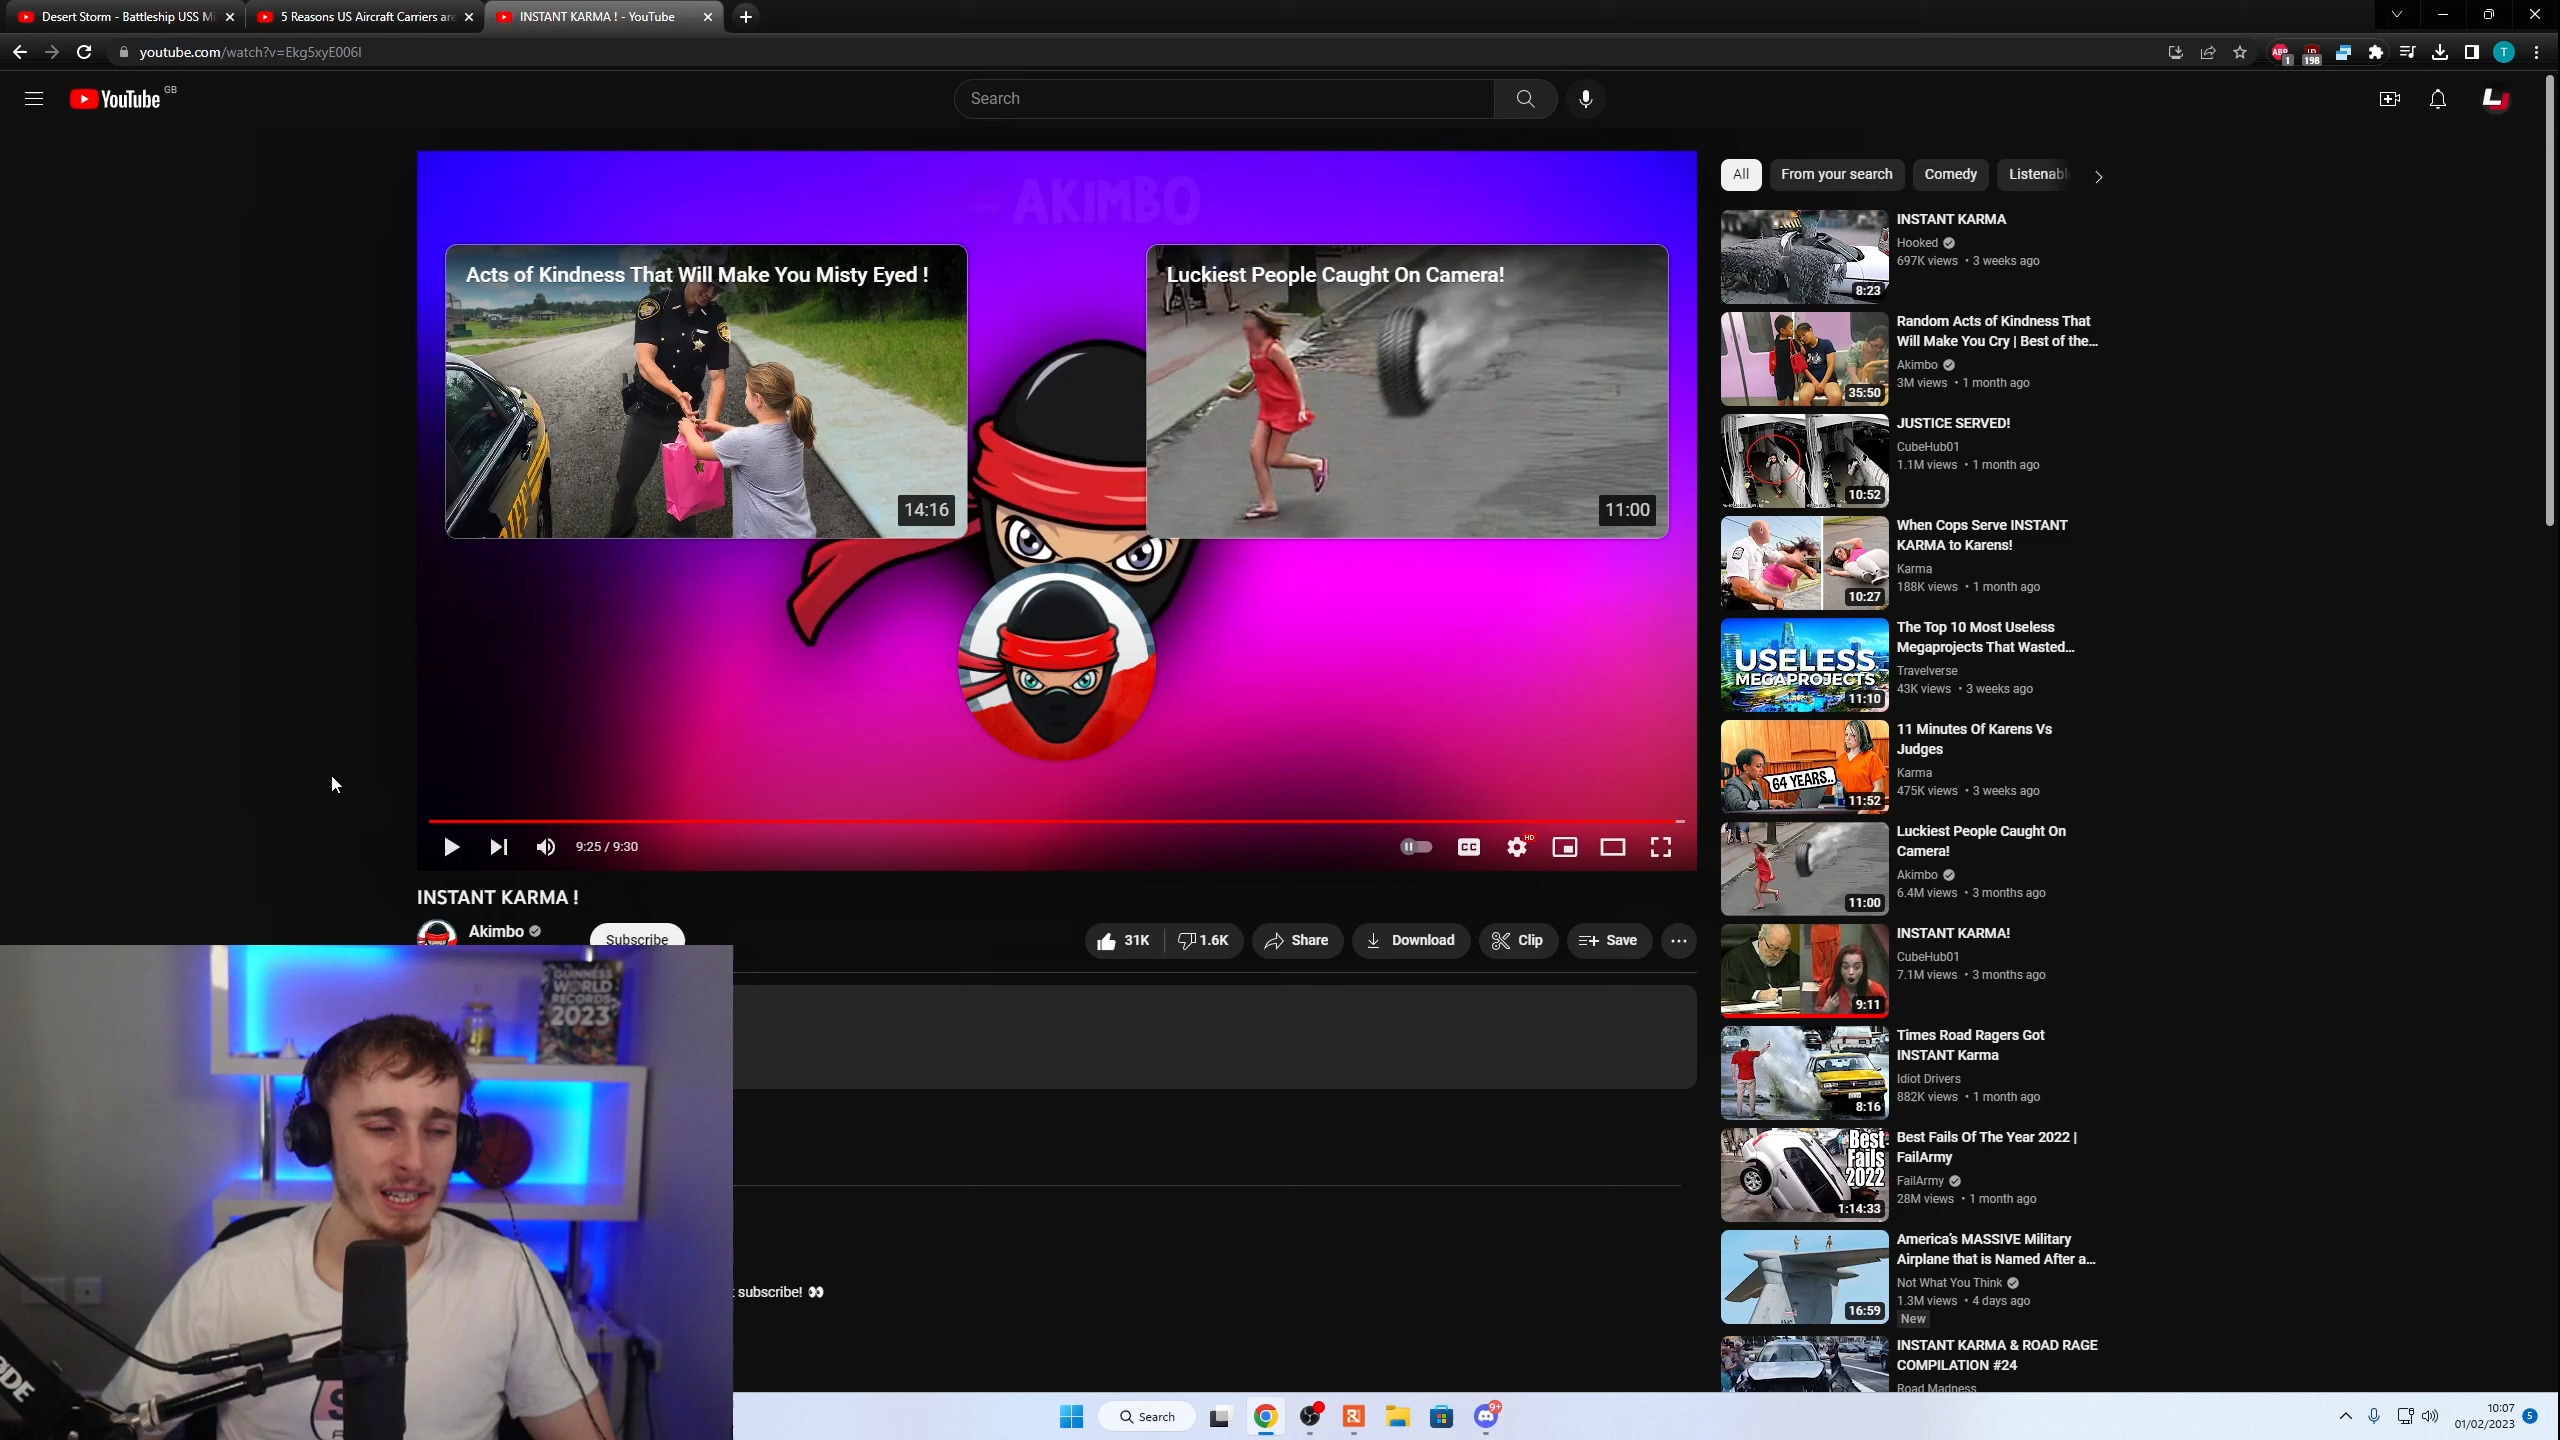 Desert Storm - Battleship USS Mi
5 Reasons US Aircraft Carriers are
INSTANT KARMA ! - YouTube
youtube.com/watch?v=Ekg5xyE006I
1
198
T
YouTube GB
Search
AKIMBO
Acts of Kindness That Will Make You Misty Eyed !
14:16
Luckiest People Caught On Camera!
11:00
9:25 / 9:30
CC
HD
INSTANT KARMA !
Akimbo
Subscribe
31K
1.6K
Share
Download
Clip
Save
GUINNESS
WORLD
RECORDS
2023
subscribe! 👀
All
From your search
Comedy
Listenabl
INSTANT KARMA
Hooked
697K views • 3 weeks ago
8:23
Random Acts of Kindness That
Will Make You Cry | Best of the...
Akimbo
3M views • 1 month ago
35:50
JUSTICE SERVED!
CubeHub01
1.1M views • 1 month ago
10:52
When Cops Serve INSTANT
KARMA to Karens!
Karma
188K views • 1 month ago
10:27
The Top 10 Most Useless
Megaprojects That Wasted...
Travelverse
43K views • 3 weeks ago
USELESS
MEGAPROJECTS
11:10
11 Minutes Of Karens Vs
Judges
Karma
475K views • 3 weeks ago
64 YEARS..
11:52
Luckiest People Caught On
Camera!
Akimbo
6.4M views • 3 months ago
11:00
INSTANT KARMA!
CubeHub01
7.1M views • 3 months ago
9:11
Times Road Ragers Got
INSTANT Karma
Idiot Drivers
882K views • 1 month ago
8:16
Best Fails Of The Year 2022 |
FailArmy
FailArmy
28M views • 1 month ago
Best
Fails
2022
1:14:33
America's MASSIVE Military
Airplane that is Named After a...
Not What You Think
1.3M views • 4 days ago
New
16:59
INSTANT KARMA & ROAD RAGE
COMPILATION #24
Road Madness
Search
9+
10:07
01/02/2023
5